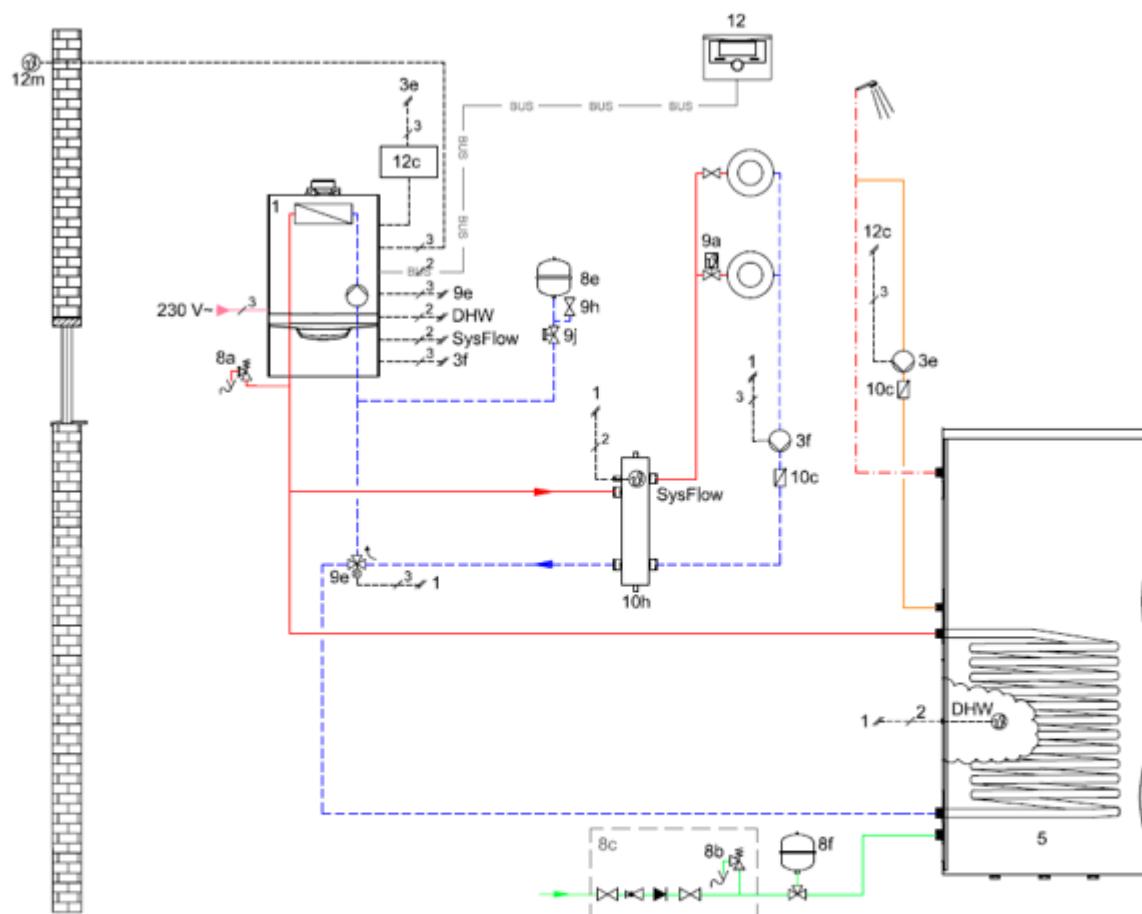 12
12m
3e
3
12c
BUS BUS BUS
BUS
BUS
1
3
BUS 2
3 9e
2 DHW
2 SysFlow
3 3f
230 V~ 3
8a
8e
9h
9j
9a
12c
3
3e
10c
1
3
3f
10c
1
2
SysFlow
10h
9e 3 1
1 2 DHW
5
8c
8b
8f